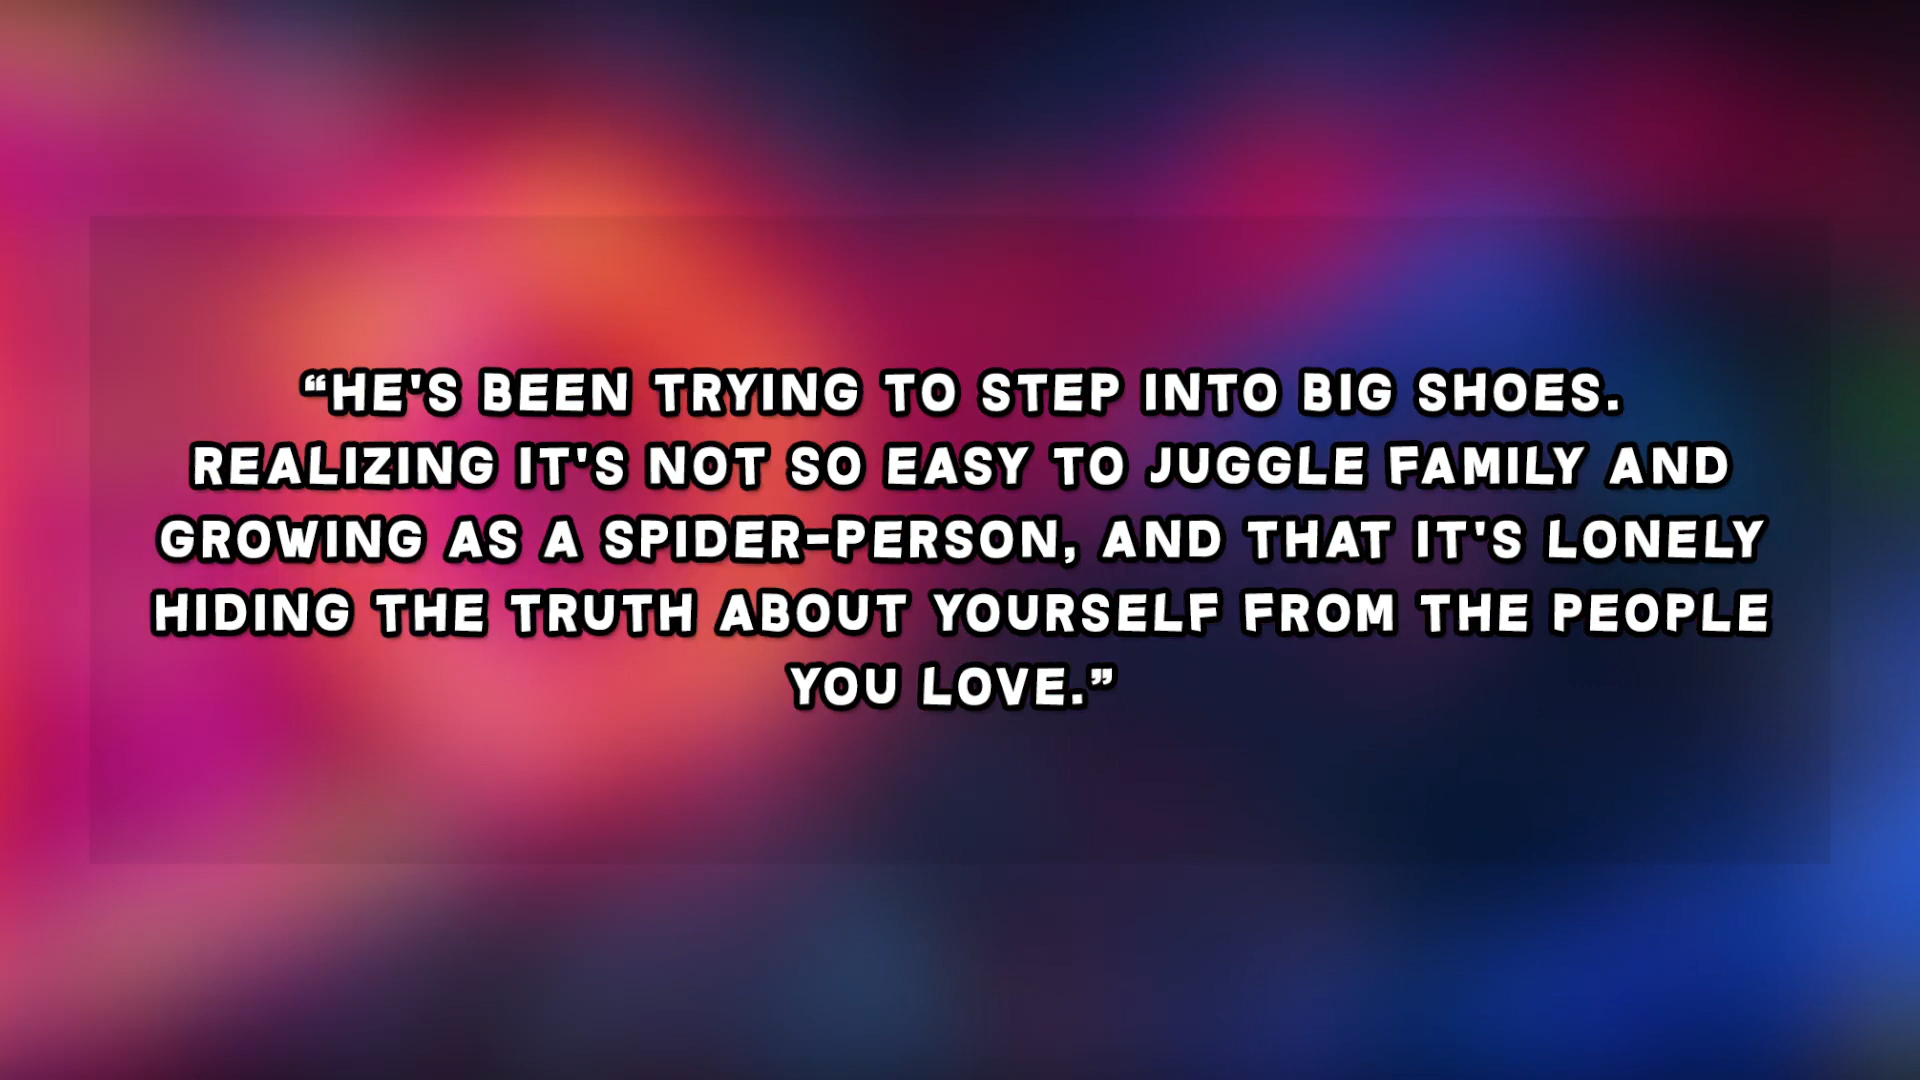 “HE'S BEEN TRYING TO STEP INTO BIG SHOES.
REALIZING IT'S NOT SO EASY TO JUGGLE FAMILY AND
GROWING AS A SPIDER-PERSON, AND THAT IT'S LONELY
HIDING THE TRUTH ABOUT YOURSELF FROM THE PEOPLE
YOU LOVE.”